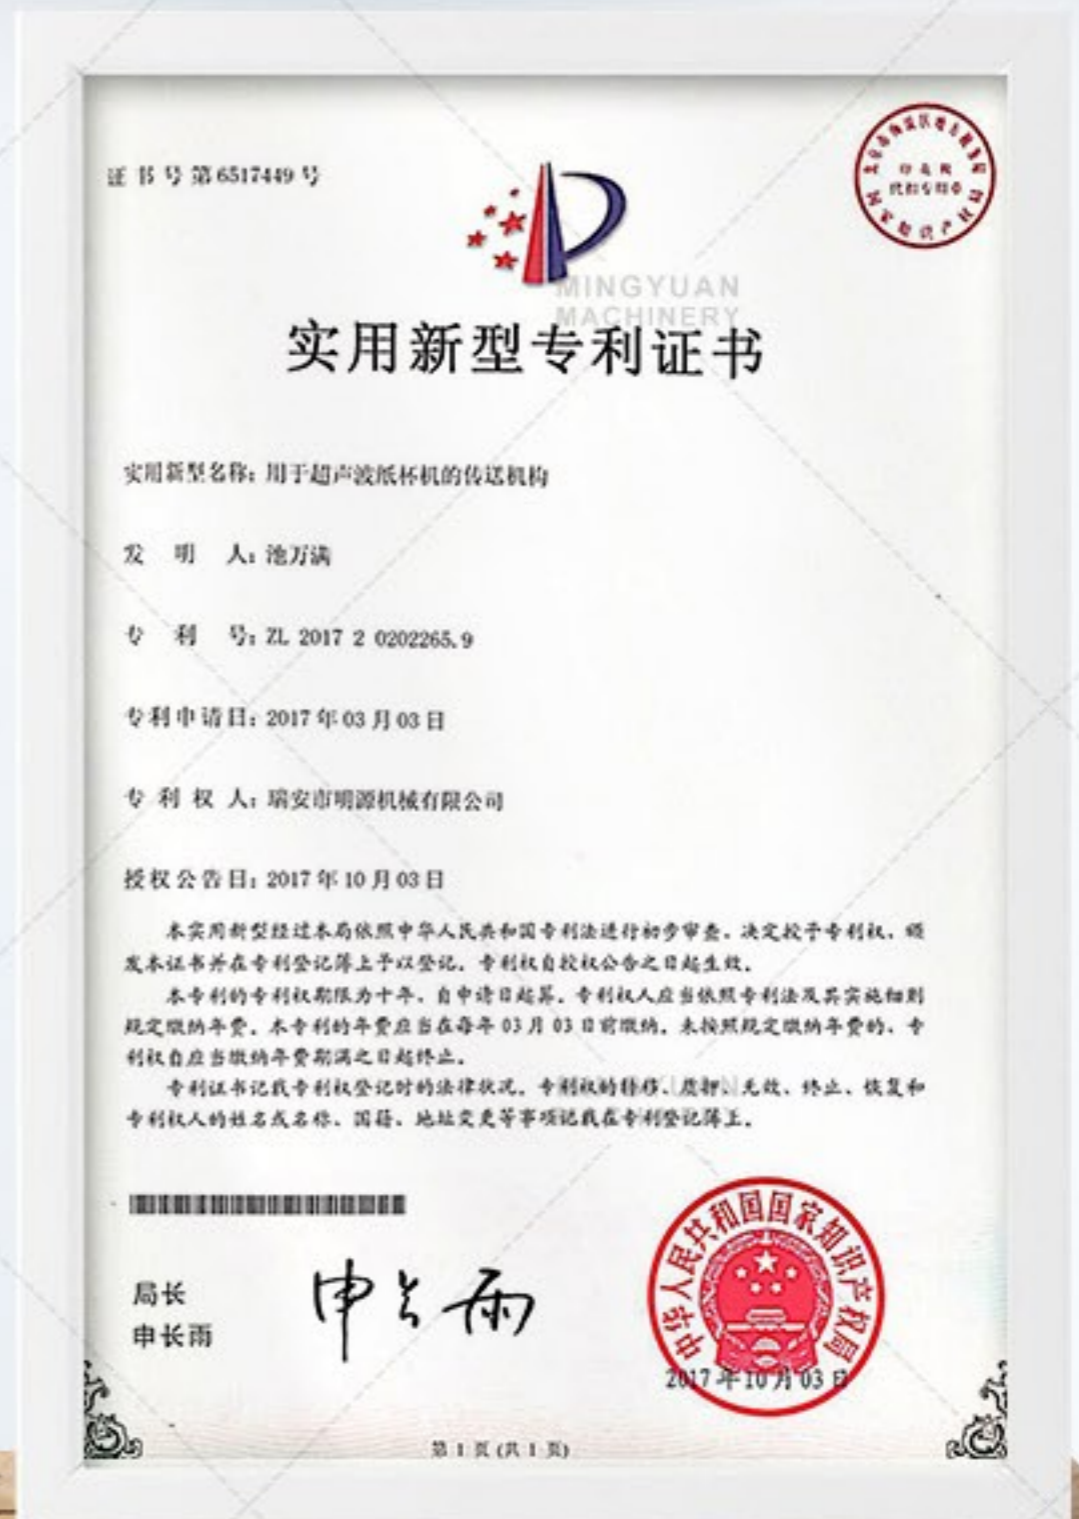 证书号第6517449号
MINGYUAN
MACHINERY
实用新型专利证书
实用新型名称：用于超声波纸杯机的传送机构
发明人：池万满
专利号：ZL 2017 2 0202265.9
专利申请日：2017年03月03日
专利权人：瑞安市明源机械有限公司
授权公告日：2017年10月03日
本实用新型经过本局依照中华人民共和国专利法进行初步审查，决定授予专利权，颁
发本证书并在专利登记簿上予以登记。专利权自授权公告之日起生效。
本专利的专利权期限为十年，自申请日起算。专利权人应当依照专利法及其实施细则
规定缴纳年费。本专利的年费应当在每年03月03日前缴纳。未按照规定缴纳年费的，专
利权自应当缴纳年费期满之日起终止。
专利证书记载专利权登记时的法律状况。专利权的转移、质押、无效、终止、恢复和
专利权人的姓名或名称、国籍、地址变更等事项记载在专利登记簿上。
局长
申长雨
申长雨
中华人民共和国国家知识产权局
2017年10月03日
第1页(共1页)